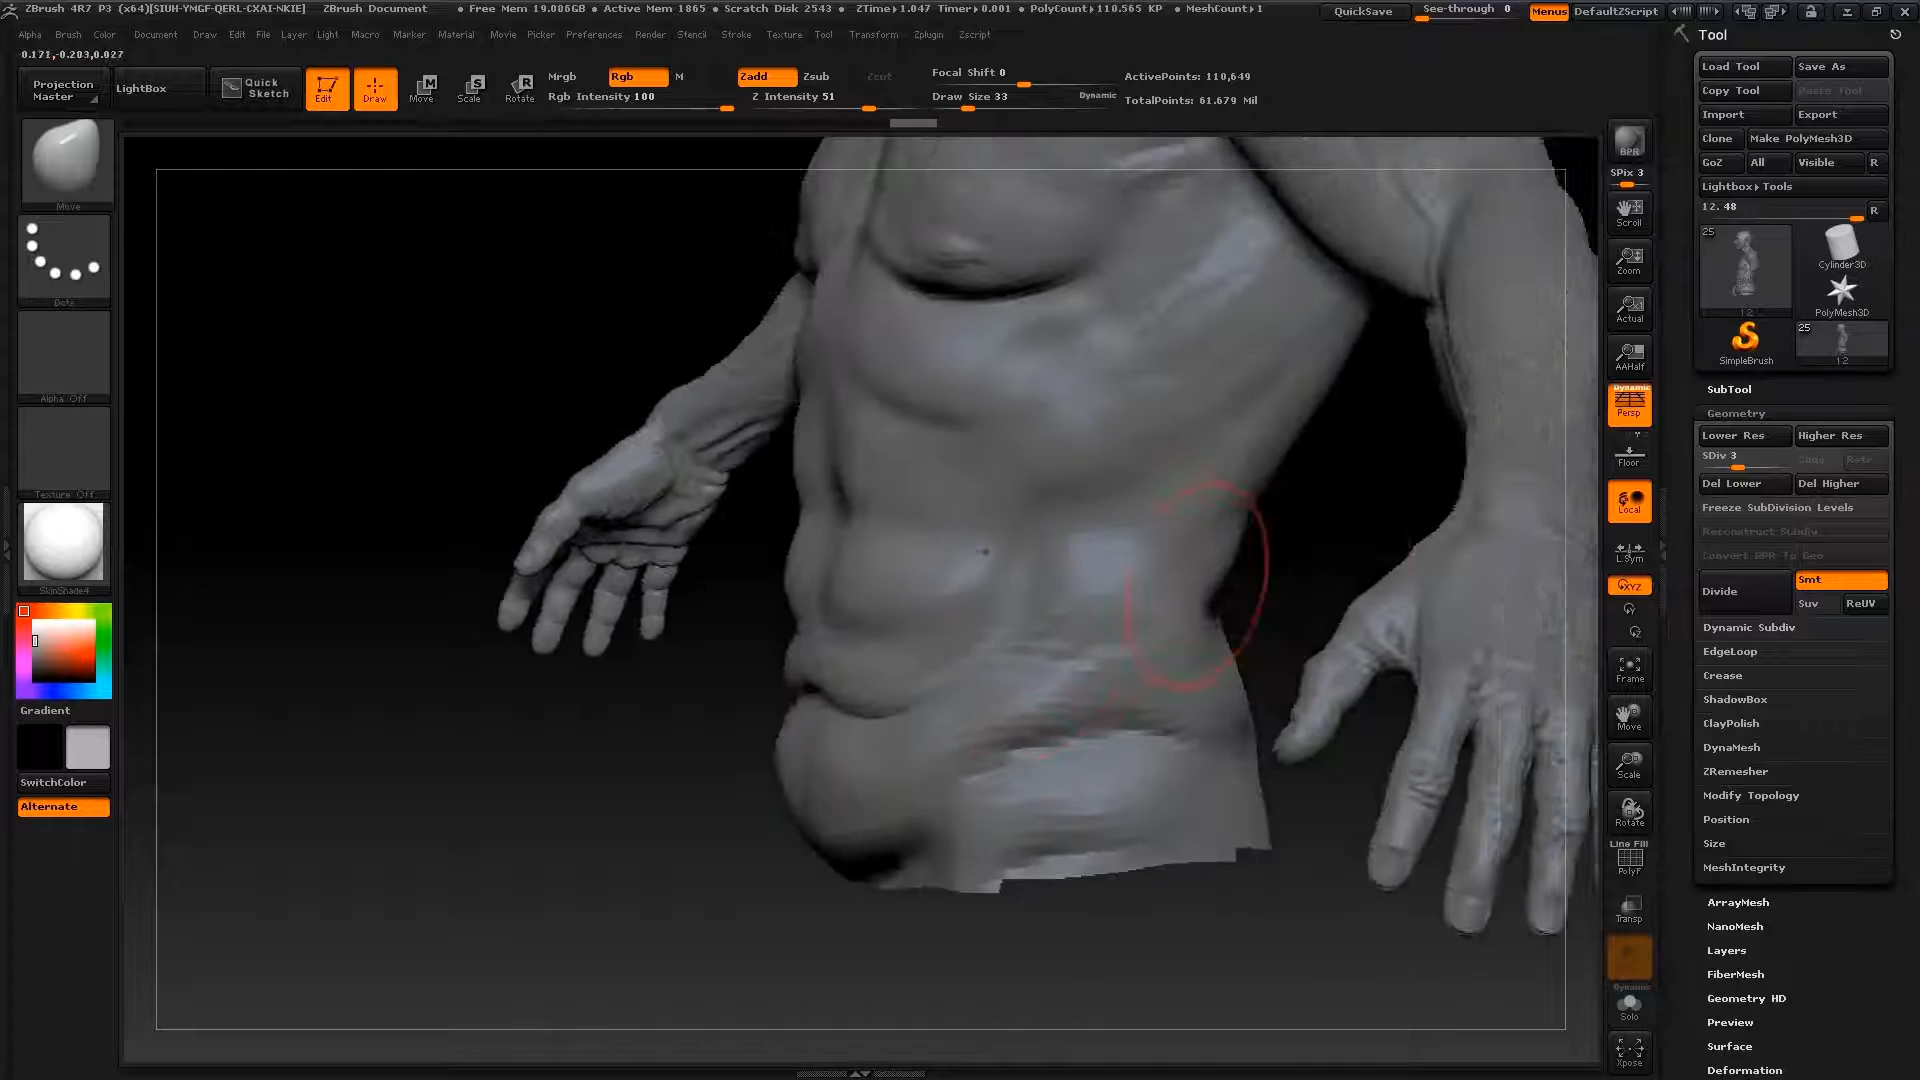 ZBrush 4R7 P3 (x64)[SIUH-YMGF-QERL-CXAI-NKIE] ZBrush Document • Free Mem 19.006GB • Active Mem 1865 • Scratch Disk 2543 • ZTime▸1.047 Timer▸0.001 • PolyCount▸110.565 KP • MeshCount▸1 QuickSave See-through 0 Menus DefaultZScript
Alpha Brush Color Document Draw Edit File Layer Light Macro Marker Material Movie Picker Preferences Render Stencil Stroke Texture Tool Transform Zplugin Zscript
0.171,-0.203,0.027
Projection Master
LightBox
Quick Sketch
Edit
Draw
Move
Scale
Rotate
Mrgb Rgb M
Rgb Intensity 100
Zadd Zsub Zcut
Z Intensity 51
Focal Shift 0
Draw Size 33
Dynamic
ActivePoints: 110,649
TotalPoints: 61.679 Mil
Move
Dots
Alpha Off
Texture Off
SkinShade4
Gradient
SwitchColor
Alternate
BPR
SPix 3
Scroll
Zoom
Actual
AAHalf
Dynamic
Persp
Floor
Local
L.Sym
XYZ
Frame
Move
Scale
Rotate
Line Fill
PolyF
Transp
Dynamic
Solo
Xpose
Tool
Load Tool Save As
Copy Tool Paste Tool
Import Export
Clone Make PolyMesh3D
GoZ All Visible R
Lightbox▸Tools
12.48 R
25
Cylinder3D
12
PolyMesh3D
SimpleBrush
25
12
SubTool
Geometry
Lower Res Higher Res
SDiv 3 Cage Rstr
Del Lower Del Higher
Freeze SubDivision Levels
Reconstruct Subdiv
Convert BPR To Geo
Divide
Smt
Suv ReUV
Dynamic Subdiv
EdgeLoop
Crease
ShadowBox
ClayPolish
DynaMesh
ZRemesher
Modify Topology
Position
Size
MeshIntegrity
ArrayMesh
NanoMesh
Layers
FiberMesh
Geometry HD
Preview
Surface
Deformation